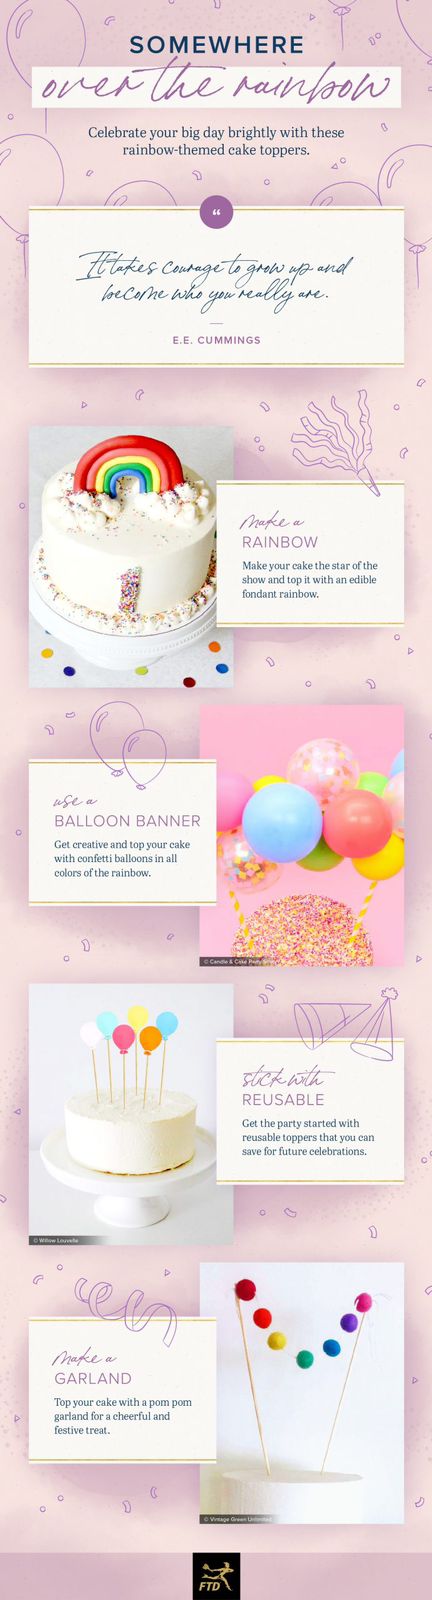 SOMEWHERE
over the rainbow
Celebrate your big day brightly with these
rainbow-themed cake toppers.
“
It takes courage to grow up and
become who you really are.
E.E. CUMMINGS
make a
RAINBOW
Make your cake the star of the
show and top it with an edible
fondant rainbow.
1
use a
BALLOON BANNER
Get creative and top your cake
with confetti balloons in all
colors of the rainbow.
© Candle & Cake
stick with
REUSABLE
Get the party started with
reusable toppers that you can
save for future celebrations.
© Willow Louvelle
make a
GARLAND
Top your cake with a pom pom
garland for a cheerful and
festive treat.
© Vintage Green Unlimited
FTD